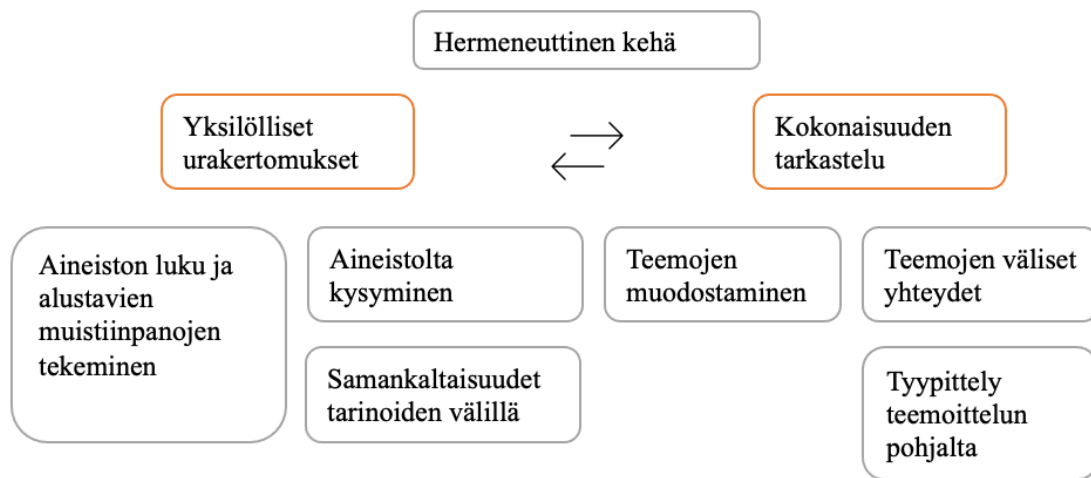 Hermeneuttinen kehä
Yksilölliset
urakertomukset
Kokonaisuuden
tarkastelu
Aineiston luku ja
alustavien
muistiinpanojen
tekeminen
Aineistolta
kysyminen
Samankaltaisuudet
tarinoiden välillä
Teemojen
muodostaminen
Teemojen väliset
yhteydet
Tyypittely
teemoittelun
pohjalta